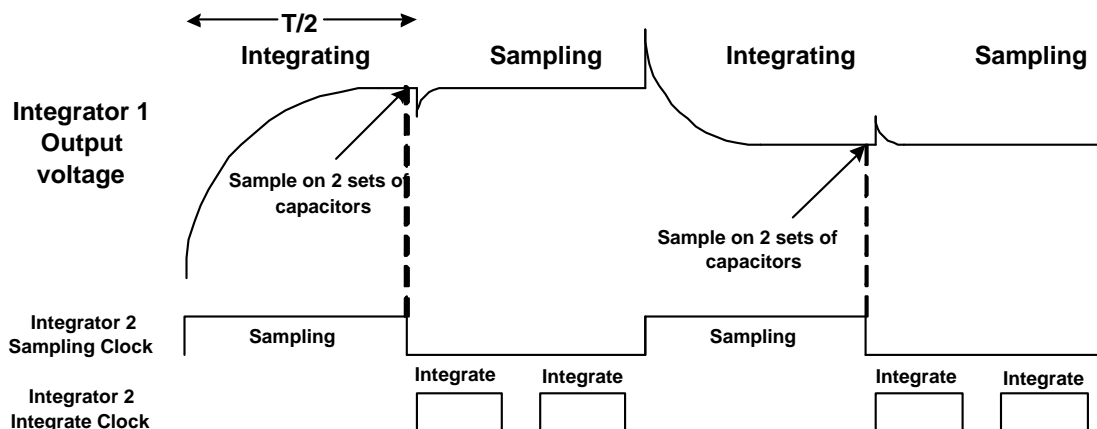 T/2
Integrating
Sampling
Integrating
Sampling
Integrator 1
Output
voltage
Sample on 2 sets of
capacitors
Sample on 2 sets of
capacitors
Integrator 2
Sampling Clock
Sampling
Sampling
Integrator 2
Integrate Clock
Integrate
Integrate
Integrate
Integrate